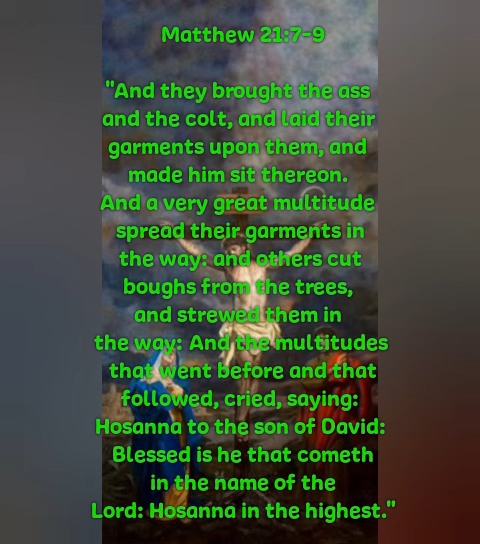 Matthew 21:7-9
"And they brought the ass
and the colt, and laid their
garments upon them, and
made him sit thereon.
And a very great multitude
spread their garments in
the way: and others cut
boughs from the trees,
and strewed them in
the way: And the multitudes
that went before and that
followed, cried, saying:
Hosanna to the son of David:
Blessed is he that cometh
in the name of the
Lord: Hosanna in the highest."